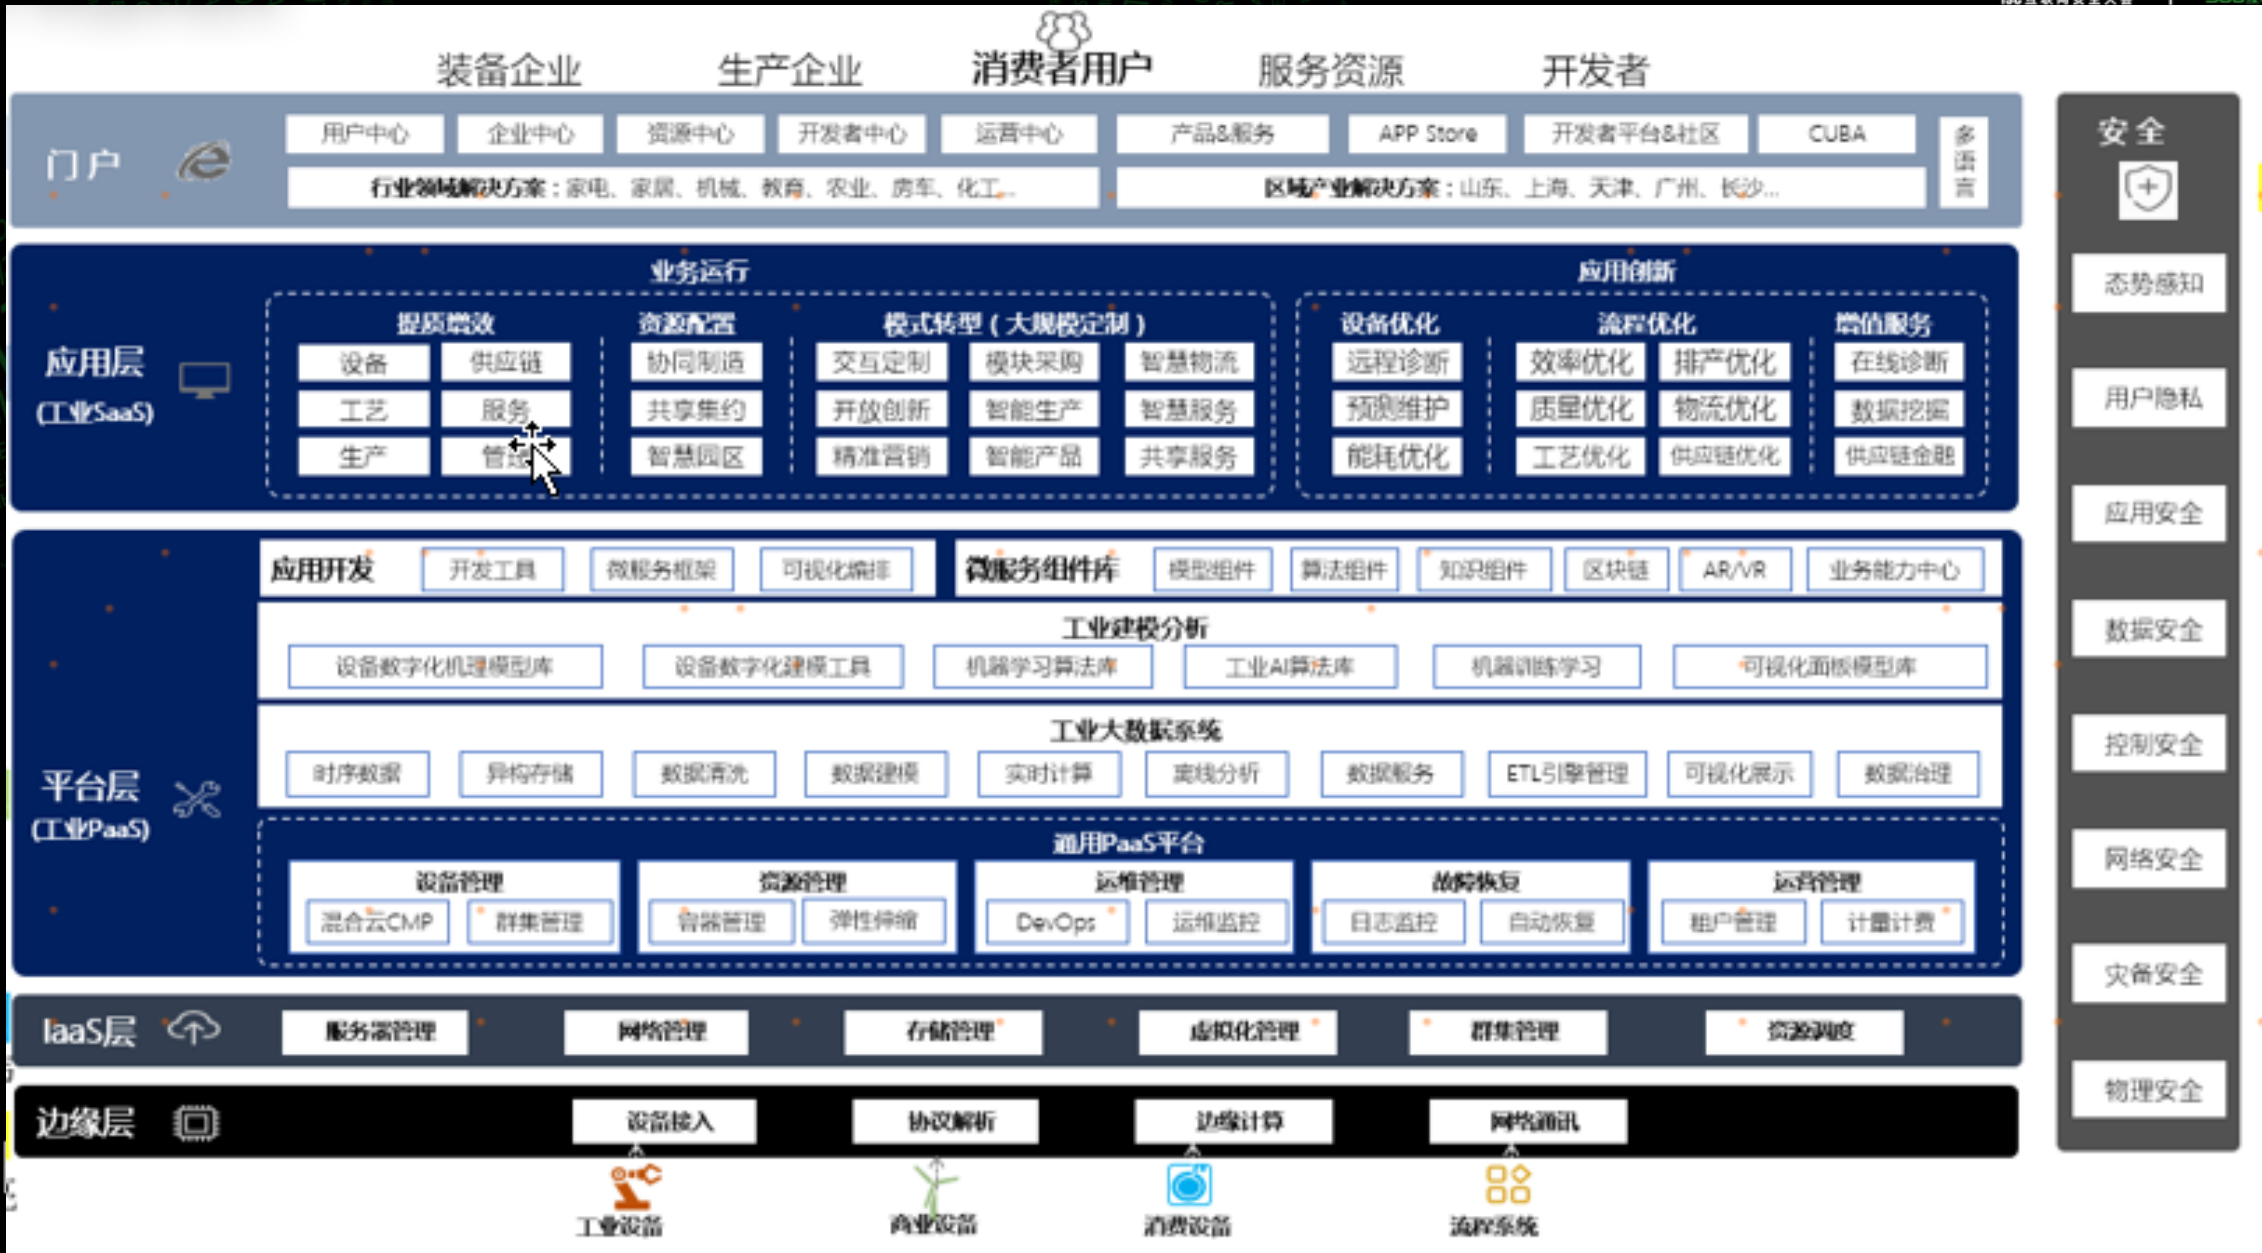 装备企业 生产企业 消费者用户 服务资源 开发者
门户
用户中心 企业中心 资源中心 开发者中心 运营中心 产品&服务 APP Store 开发者平台&社区 CUBA
多语言
行业领域解决方案：家电、家居、机械、教育、农业、房车、化工... 区域产业解决方案：山东、上海、天津、广州、长沙...
应用层
(工业SaaS)
业务运行 应用创新
提质增效 资源配置 模式转型（大规模定制） 设备优化 流程优化 增值服务
设备 供应链 协同制造 交互定制 模块采购 智慧物流 远程诊断 效率优化 排产优化 在线诊断
工艺 服务 共享集约 开放创新 智能生产 智慧服务 预测维护 质量优化 物流优化 数据挖掘
生产 管理 智慧园区 精准营销 智能产品 共享服务 能耗优化 工艺优化 供应链优化 供应链金融
平台层
(工业PaaS)
应用开发 开发工具 微服务框架 可视化编排 微服务组件库 模型组件 算法组件 知识组件 区块链 AR/VR 业务能力中心
工业建模分析
设备数字化机理模型库 设备数字化建模工具 机器学习算法库 工业AI算法库 机器训练学习 可视化面板模型库
工业大数据系统
时序数据 异构存储 数据清洗 数据建模 实时计算 离线分析 数据服务 ETL引擎管理 可视化展示 数据治理
通用PaaS平台
设备管理 资源管理 运维管理 故障恢复 运营管理
混合云CMP 群集管理 容器管理 弹性伸缩 DevOps 运维监控 日志监控 自动恢复 租户管理 计量计费
IaaS层 服务器管理 网络管理 存储管理 虚拟化管理 群集管理 资源调度
边缘层 设备接入 协议解析 边缘计算 网络通讯
工业设备 商业设备 消费设备 流程系统
安全
态势感知
用户隐私
应用安全
数据安全
控制安全
网络安全
灾备安全
物理安全